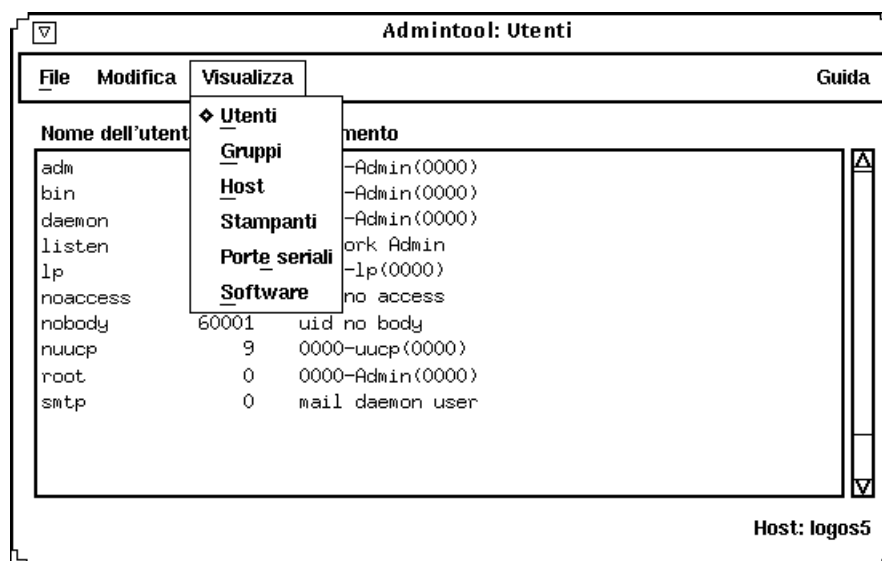 Admintool: Utenti
File Modifica Visualizza Guida
Utenti
Gruppi
Host
Stampanti
Porte seriali
Software
Nome dell'utent mento
adm -Admin(0000)
bin -Admin(0000)
daemon -Admin(0000)
listen ork Admin
lp -lp(0000)
noaccess no access
nobody 60001 uid no body
nuucp 9 0000-uucp(0000)
root 0 0000-Admin(0000)
smtp 0 mail daemon user
Host: logos5